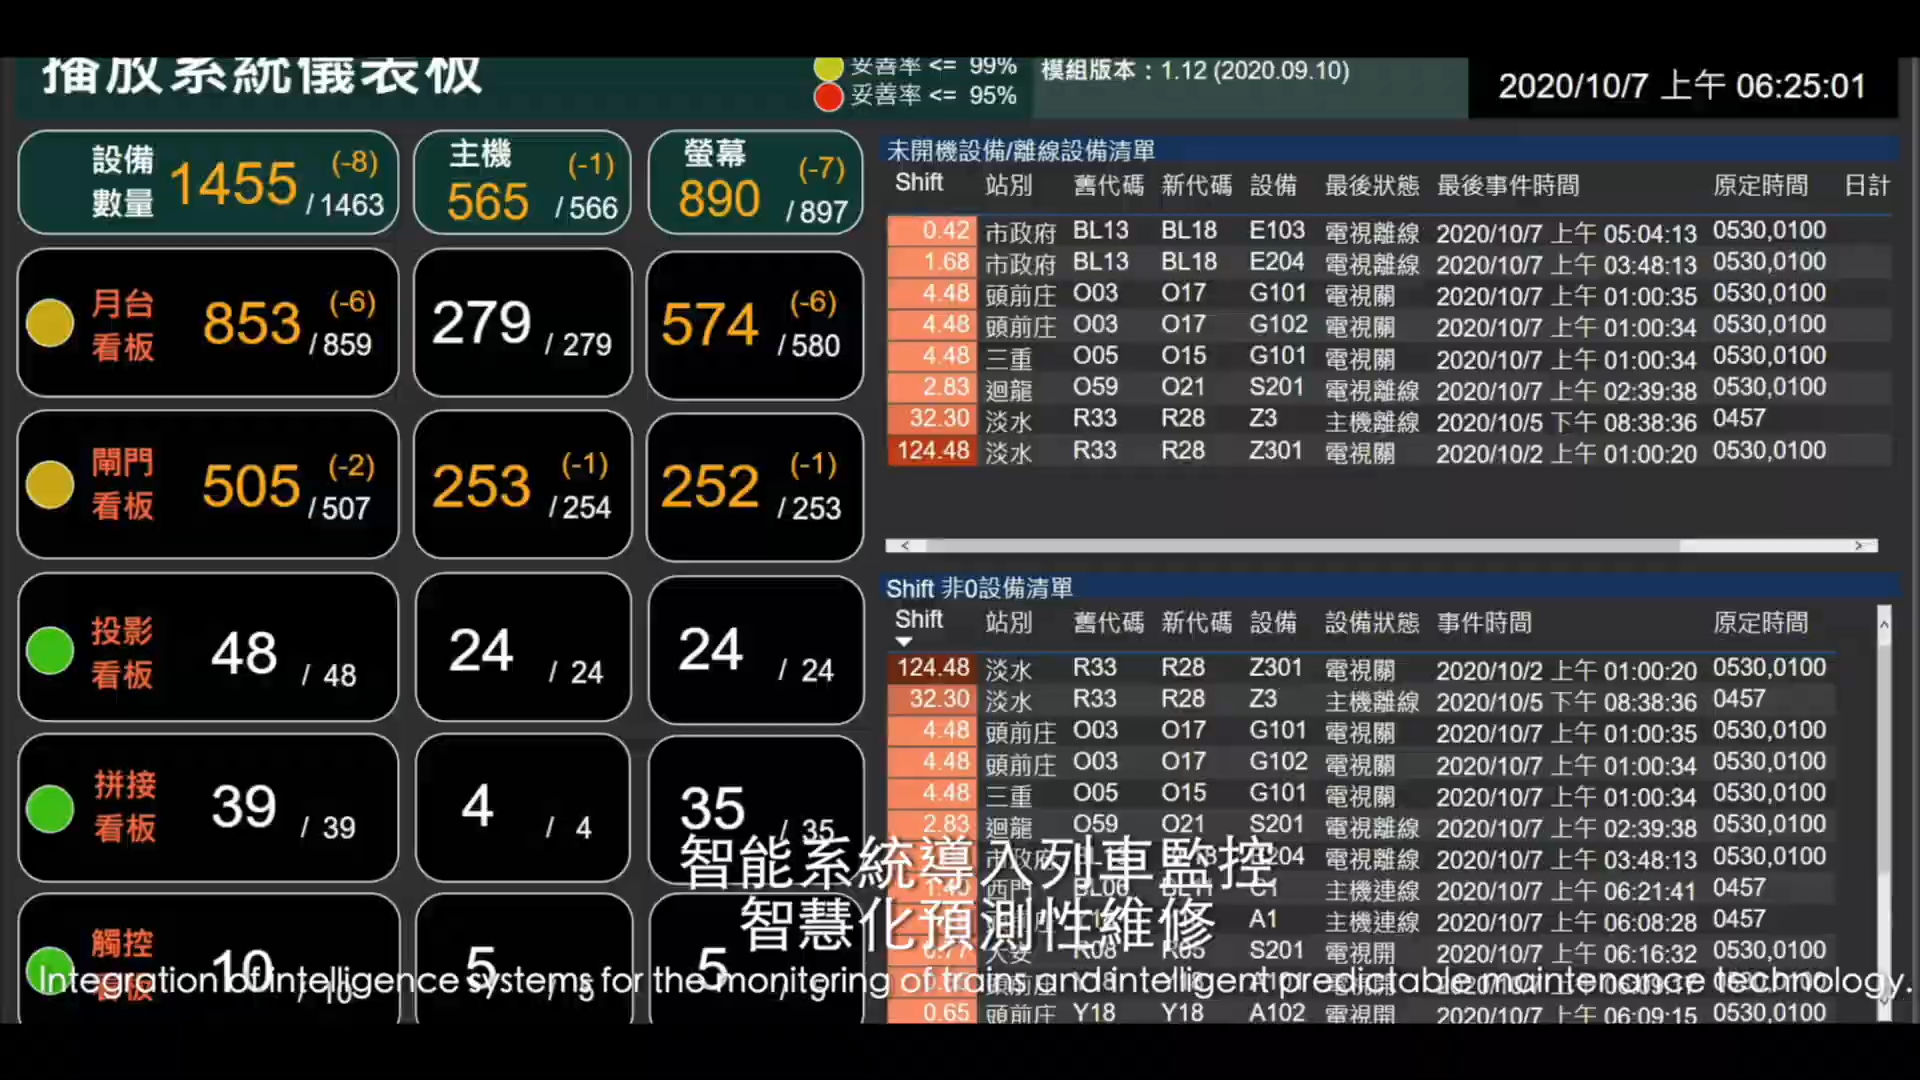 播放系統儀表板
妥善率 <= 99%
妥善率 <= 95%
模組版本：1.12 (2020.09.10)
2020/10/7 上午 06:25:01
設備數量 1455 (-8) /1463
主機 565 (-1) /566
螢幕 890 (-7) /897
月台看板 853 (-6) /859
279 / 279
574 (-6) /580
閘門看板 505 (-2) /507
253 (-1) /254
252 (-1) /253
投影看板 48 / 48
24 / 24
24 / 24
拼接看板 39 / 39
4 / 4
35 / 35
觸控看板 10 / 10
5 / 5
5 / 5
未開機設備/離線設備清單
Shift 站別 舊代碼 新代碼 設備 最後狀態 最後事件時間 原定時間 日計
0.42 市政府 BL13 BL18 E103 電視離線 2020/10/7 上午 05:04:13 0530,0100
1.68 市政府 BL13 BL18 E204 電視離線 2020/10/7 上午 03:48:13 0530,0100
4.48 頭前庄 O03 O17 G101 電視關 2020/10/7 上午 01:00:35 0530,0100
4.48 頭前庄 O03 O17 G102 電視關 2020/10/7 上午 01:00:34 0530,0100
4.48 三重 O05 O15 G101 電視關 2020/10/7 上午 01:00:34 0530,0100
2.83 迴龍 O59 O21 S201 電視離線 2020/10/7 上午 02:39:38 0530,0100
32.30 淡水 R33 R28 Z3 主機離線 2020/10/5 下午 08:38:36 0457
124.48 淡水 R33 R28 Z301 電視關 2020/10/2 上午 01:00:20 0530,0100
Shift 非0設備清單
Shift 站別 舊代碼 新代碼 設備 設備狀態 事件時間 原定時間
124.48 淡水 R33 R28 Z301 電視關 2020/10/2 上午 01:00:20 0530,0100
32.30 淡水 R33 R28 Z3 主機離線 2020/10/5 下午 08:38:36 0457
4.48 頭前庄 O03 O17 G101 電視關 2020/10/7 上午 01:00:35 0530,0100
4.48 頭前庄 O03 O17 G102 電視關 2020/10/7 上午 01:00:34 0530,0100
4.48 三重 O05 O15 G101 電視關 2020/10/7 上午 01:00:34 0530,0100
2.83 迴龍 O59 O21 S201 電視離線 2020/10/7 上午 02:39:38 0530,0100
市政府 電視離線 2020/10/7 上午 03:48:13 0530,0100
西門 主機連線 2020/10/7 上午 06:21:41 0457
A1 主機連線 2020/10/7 上午 06:08:28 0457
0.77 大安 R08 R05 S201 電視開 2020/10/7 上午 06:16:32 0530,0100
0.65 頭前庄 Y18 Y18 A102 電視開 2020/10/7 上午 06:09:15 0530,0100
智能系統導入列車監控
智慧化預測性維修
Integration of intelligence systems for the monitoring of trains and intelligent predictable maintenance technology.